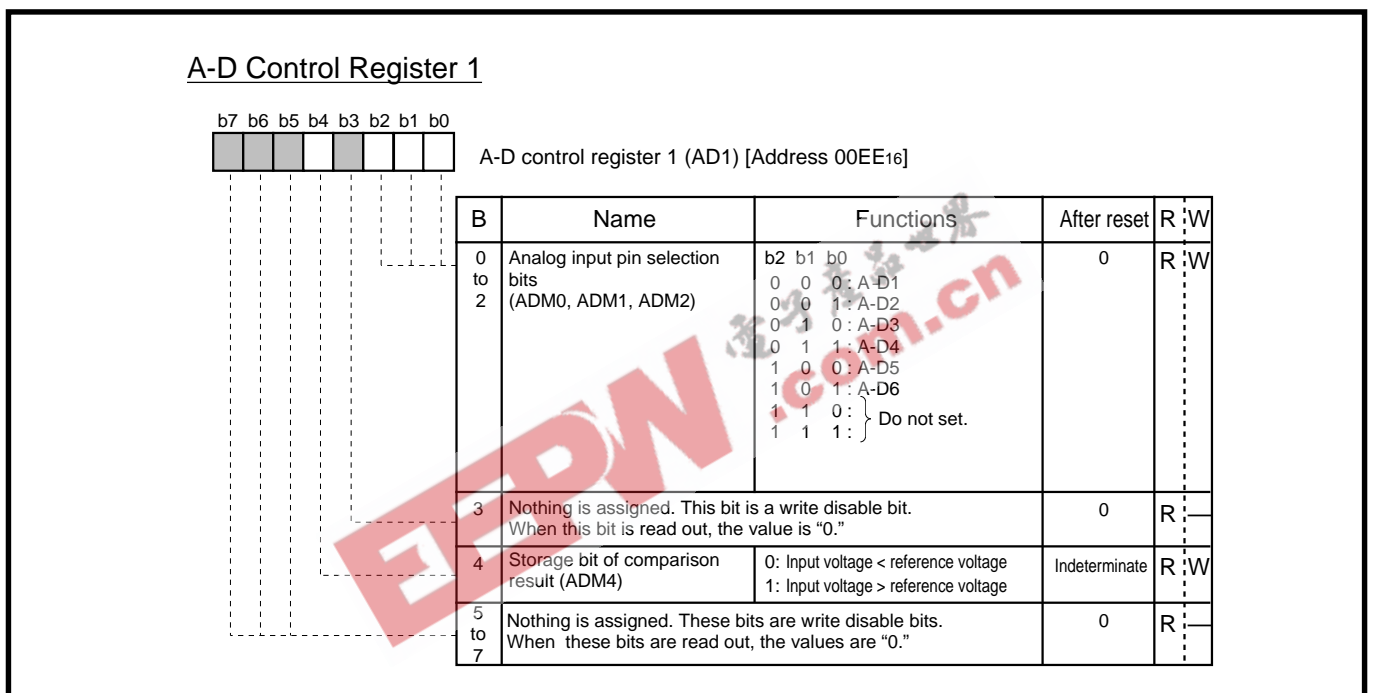 A-D Control Register 1
b7 b6 b5 b4 b3 b2 b1 b0
A-D control register 1 (AD1) [Address 00EE16]
B Name Functions After reset R W
0 to 2 Analog input pin selection bits (ADM0, ADM1, ADM2)
b2 b1 b0
0 0 0 : A-D1
0 0 1 : A-D2
0 1 0 : A-D3
0 1 1 : A-D4
1 0 0 : A-D5
1 0 1 : A-D6
1 1 0 :
1 1 1 :
Do not set.
0 R W
3 Nothing is assigned. This bit is a write disable bit.
When this bit is read out, the value is “0.”
0 R —
4 Storage bit of comparison result (ADM4)
0: Input voltage < reference voltage
1: Input voltage > reference voltage
Indeterminate R W
5 to 7 Nothing is assigned. These bits are write disable bits.
When these bits are read out, the values are “0.”
0 R —
EEPW .com.cn
電子產品世界